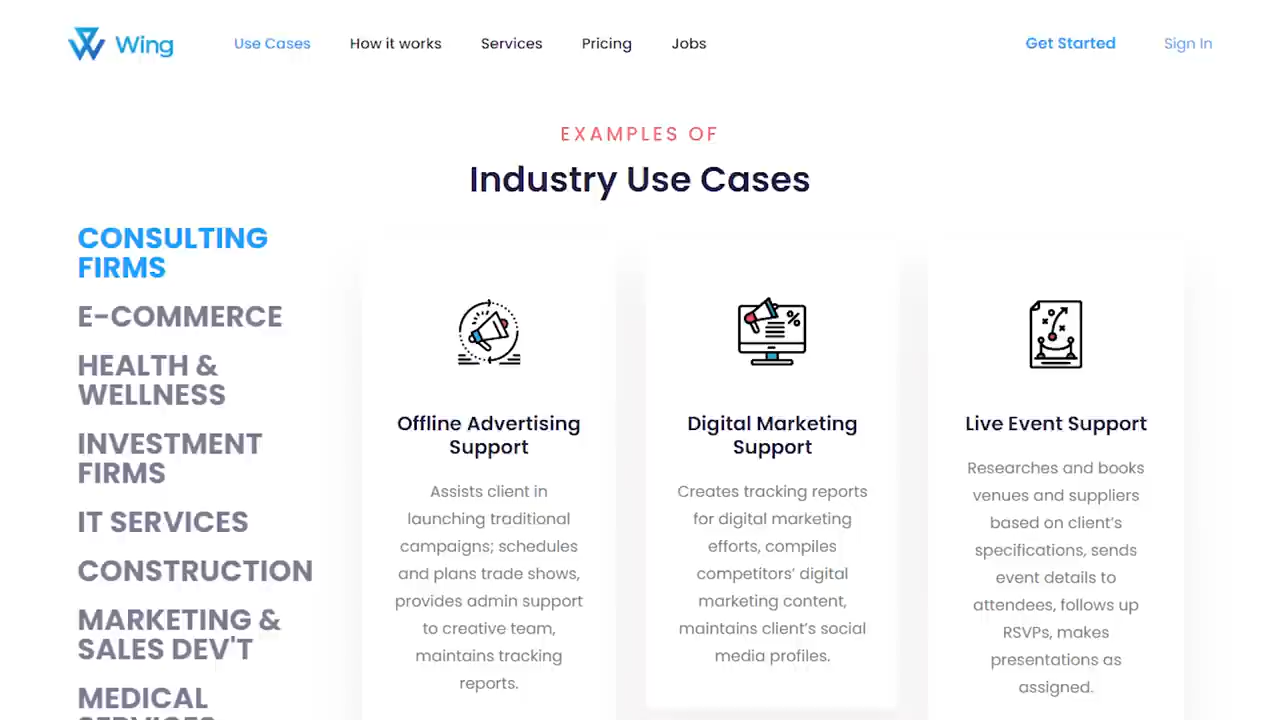 Wing
Use Cases
How it works
Services
Pricing
Jobs
Get Started
Sign In
EXAMPLES OF
Industry Use Cases
CONSULTING
FIRMS
E-COMMERCE
HEALTH &
WELLNESS
INVESTMENT
FIRMS
IT SERVICES
CONSTRUCTION
MARKETING &
SALES DEV'T
MEDICAL
SERVICES
Offline Advertising
Support
Assists client in
launching traditional
campaigns; schedules
and plans trade shows,
provides admin support
to creative team,
maintains tracking
reports.
Digital Marketing
Support
Creates tracking reports
for digital marketing
efforts, compiles
competitors’ digital
marketing content,
maintains client’s social
media profiles.
Live Event Support
Researches and books
venues and suppliers
based on client’s
specifications, sends
event details to
attendees, follows up
RSVPs, makes
presentations as
assigned.